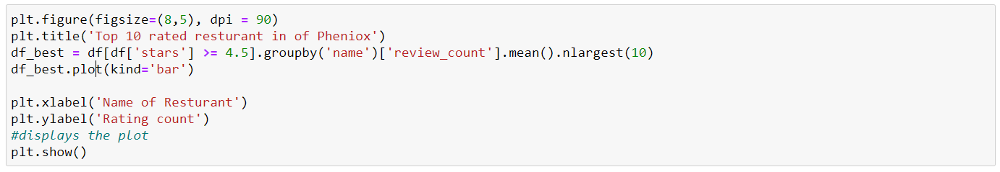 plt.figure(figsize=(8,5), dpi = 90)
plt.title('Top 10 rated resturant in of Pheniox')
df_best = df[df['stars'] >= 4.5].groupby('name')['review_count'].mean().nlargest(10)
df_best.plot(kind='bar')
plt.xlabel('Name of Resturant')
plt.ylabel('Rating count')
#displays the plot
plt.show()